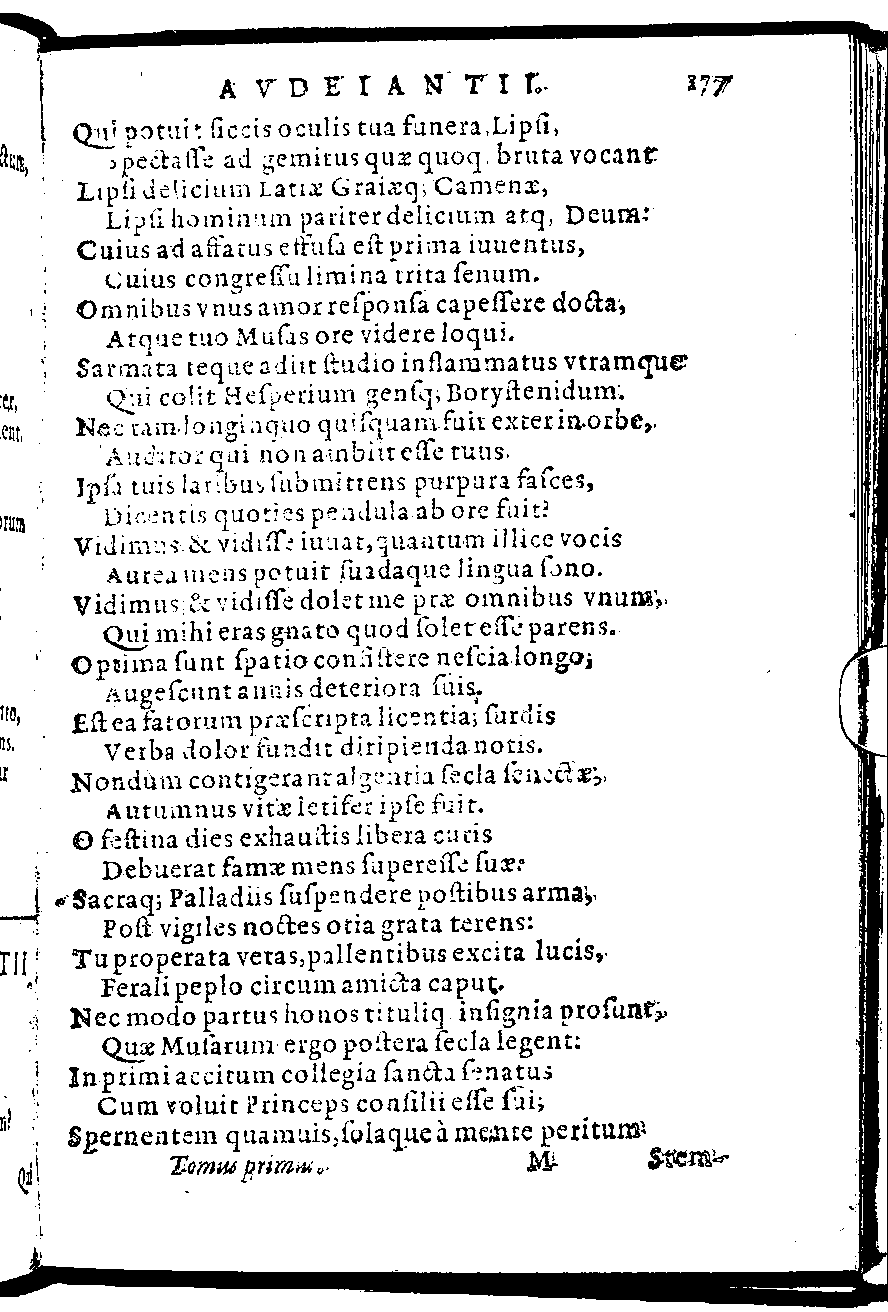 AVDEIANTII. 177
Qui potuit siccis oculis tua funera, Lipsi,
spectasse ad gemitus quæ quoq; bruta vocant
Lipsi delicium Latiæ Graiæq; Camenæ,
Lipsi hominum pariter delicium atq; Deum:
Cuius ad affatus effusa est prima iuuentus,
Cuius congressu limina trita senum.
Omnibus vnus amor responsa capessere docta,
Atque tuo Musas ore videre loqui.
Sarmata teque adiit studio inflammatus vtramque
Qui colit Hesperium gensq; Borystenidum.
Nec tam longinquo quisquam fuit exter in orbe,
Auditor qui non ambiit esse tuus.
Ipsa tuis laribus submittens purpura fasces,
Dicentis quoties pendula ab ore fuit?
Vidimus, & vidisse iuuat, quantum illice vocis
Aurea mens potuit suadaque lingua sono.
Vidimus, & vidisse dolet me præ omnibus vnum,
Qui mihi eras gnato quod solet esse parens.
Optima sunt spatio consistere nescia longo;
Augescunt annis deteriora suis.
Est ea fatorum præscripta licentia; surdis
Verba dolor fundit diripienda notis.
Nondum contigerant algentia secla senectæ,
Autumnus vitæ letifer ipse fuit.
O festina dies exhaustis libera curis
Debuerat famæ mens superesse suæ:
Sacraq; Palladiis suspendere postibus arma,
Post vigiles noctes otia grata terens:
Tu properata vetas, pallentibus excita lucis,
Ferali peplo circum amicta caput.
Nec modo partus honos tituliq; insignia prosunt,
Quæ Musarum ergo postera secla legent:
In primi accitum collegia sancta senatus
Cum voluit Princeps consilii esse sui;
Spernentem quamuis, solaque à mente peritum
Tomus primus. M Stem-